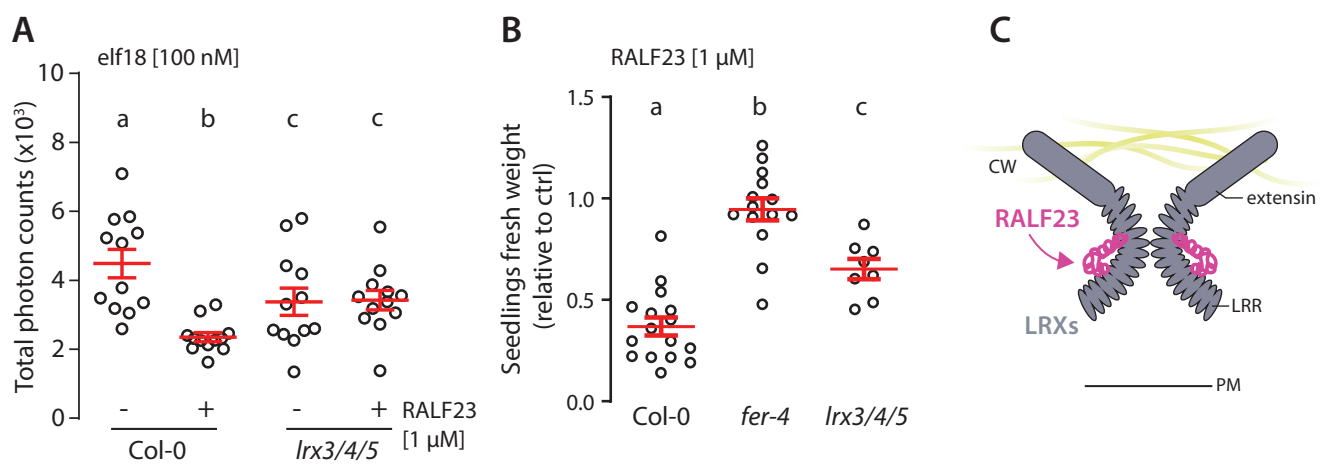 A
elf18 [100 nM]
Total photon counts (x10³)
10
8
6
4
2
0
a
b
c
c
-
+
-
+
RALF23
[1 µM]
Col-0
lrx3/4/5
B
RALF23 [1 µM]
Seedlings fresh weight
(relative to ctrl)
1.5
1.0
0.5
0.0
a
b
c
Col-0
fer-4
lrx3/4/5
C
CW
extensin
RALF23
LRR
LRXs
PM